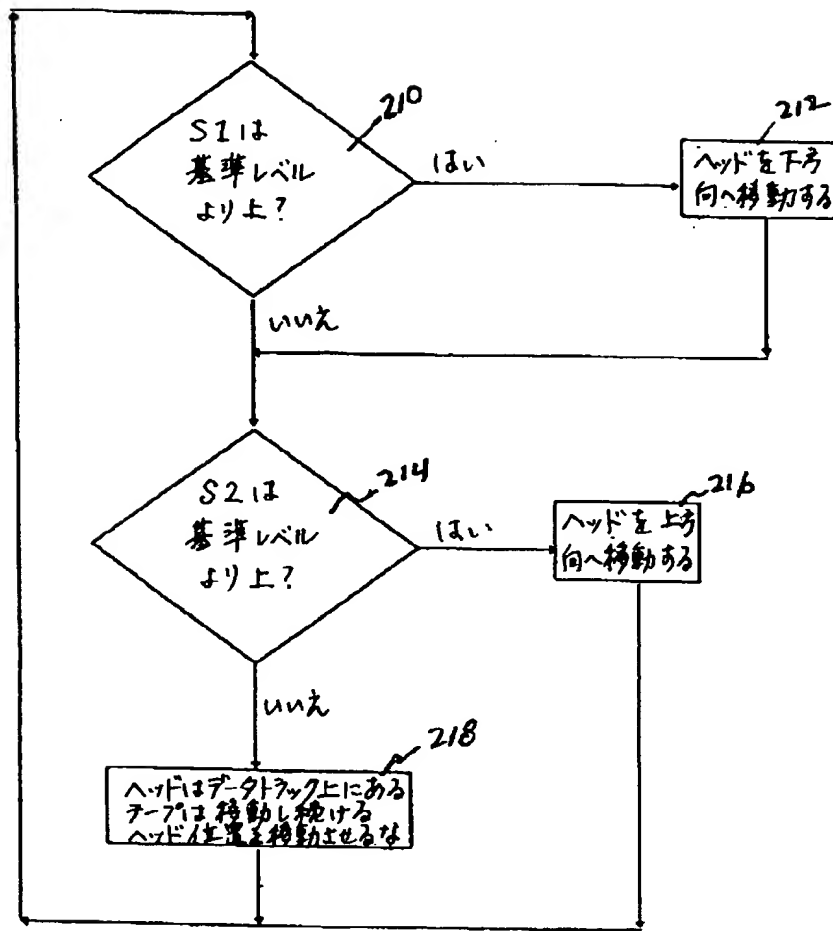 210
S1は
基準レベル
より上?
はい
212
ヘッドを下方
向へ移動する
いいえ
214
S2は
基準レベル
より上?
はい
216
ヘッドを上方
向へ移動する
いいえ
218
ヘッドはデータトラック上にある
テープは移動し続ける
ヘッド位置を移動させるな